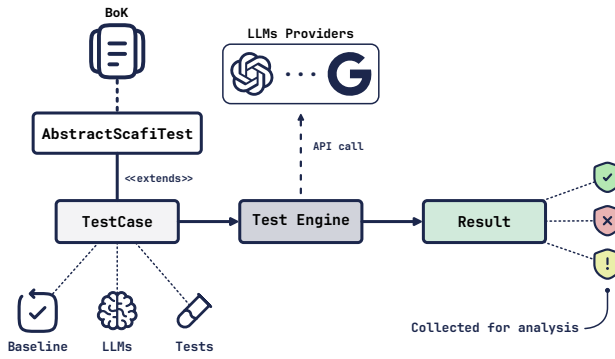 BoK
LLMs Providers
AbstractScafiTest
API call
<<extends>>
TestCase
Test Engine
Result
Baseline
LLMs
Tests
Collected for analysis